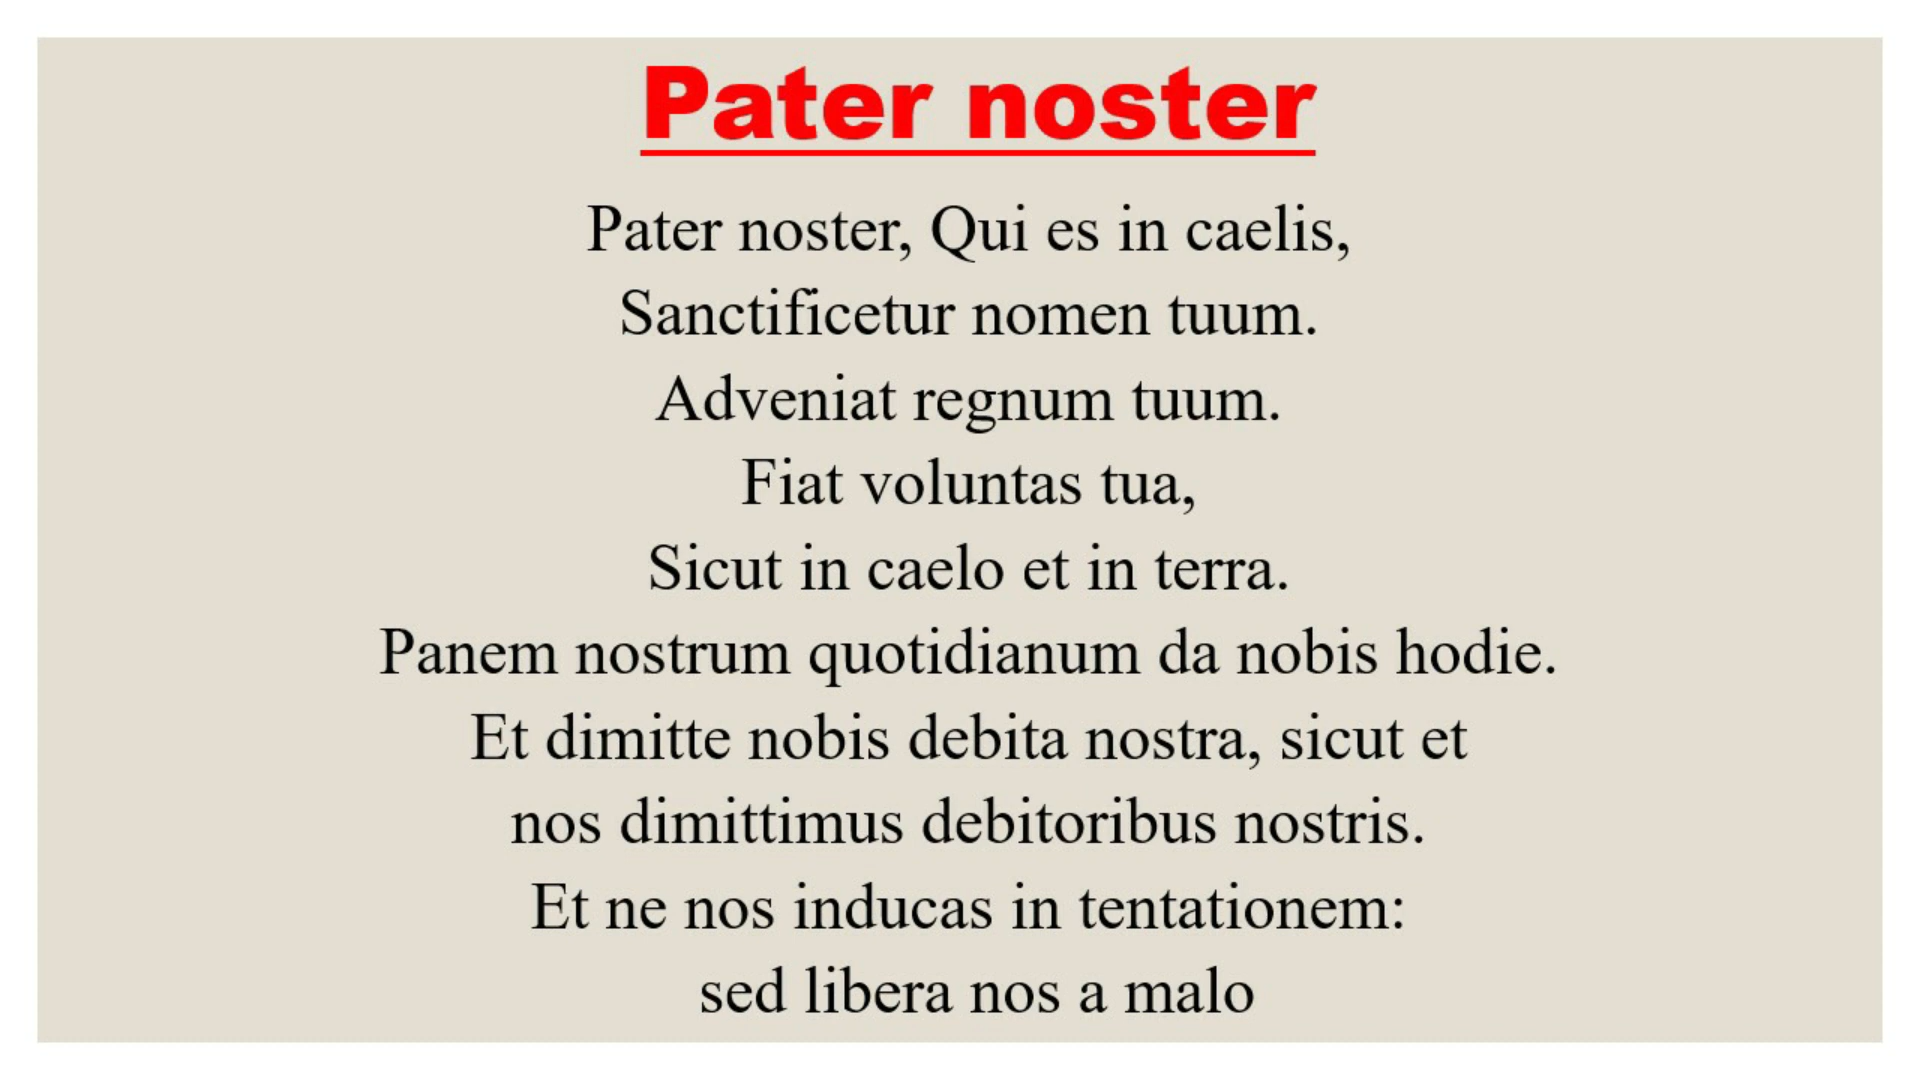 Pater noster
Pater noster, Qui es in caelis,
Sanctificetur nomen tuum.
Adveniat regnum tuum.
Fiat voluntas tua,
Sicut in caelo et in terra.
Panem nostrum quotidianum da nobis hodie.
Et dimitte nobis debita nostra, sicut et
nos dimittimus debitoribus nostris.
Et ne nos inducas in tentationem:
sed libera nos a malo